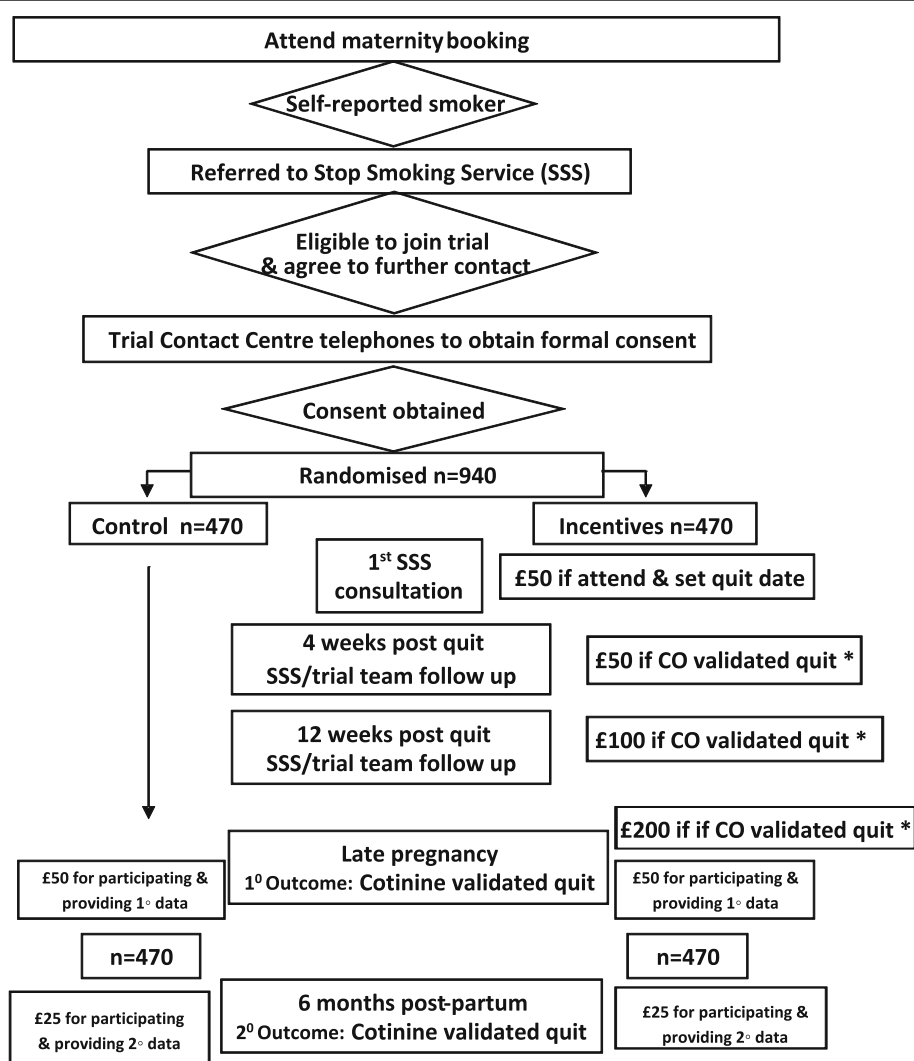 Attend maternity booking
Self-reported smoker
Referred to Stop Smoking Service (SSS)
Eligible to join trial
& agree to further contact
Trial Contact Centre telephones to obtain formal consent
Consent obtained
Randomised n=940
Control n=470
Incentives n=470
1st SSS
consultation
£50 if attend & set quit date
4 weeks post quit
SSS/trial team follow up
£50 if CO validated quit *
12 weeks post quit
SSS/trial team follow up
£100 if CO validated quit *
£200 if if CO validated quit *
Late pregnancy
1⁰ Outcome: Cotinine validated quit
£50 for participating &
providing 1◦ data
£50 for participating &
providing 1◦ data
n=470
n=470
6 months post-partum
2⁰ Outcome: Cotinine validated quit
£25 for participating
& providing 2◦ data
£25 for participating &
providing 2◦ data